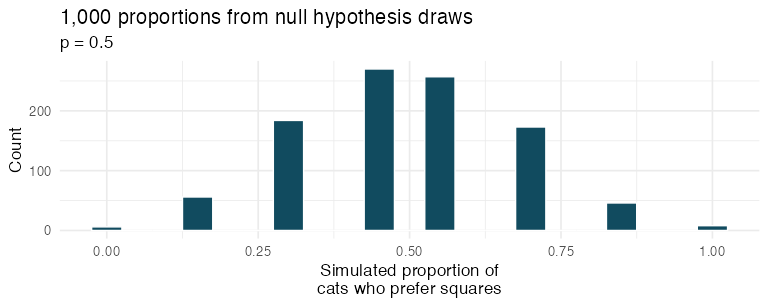 1,000 proportions from null hypothesis draws
p = 0.5
Count
200
100
0
0.00 0.25 0.50 0.75 1.00
Simulated proportion of
cats who prefer squares